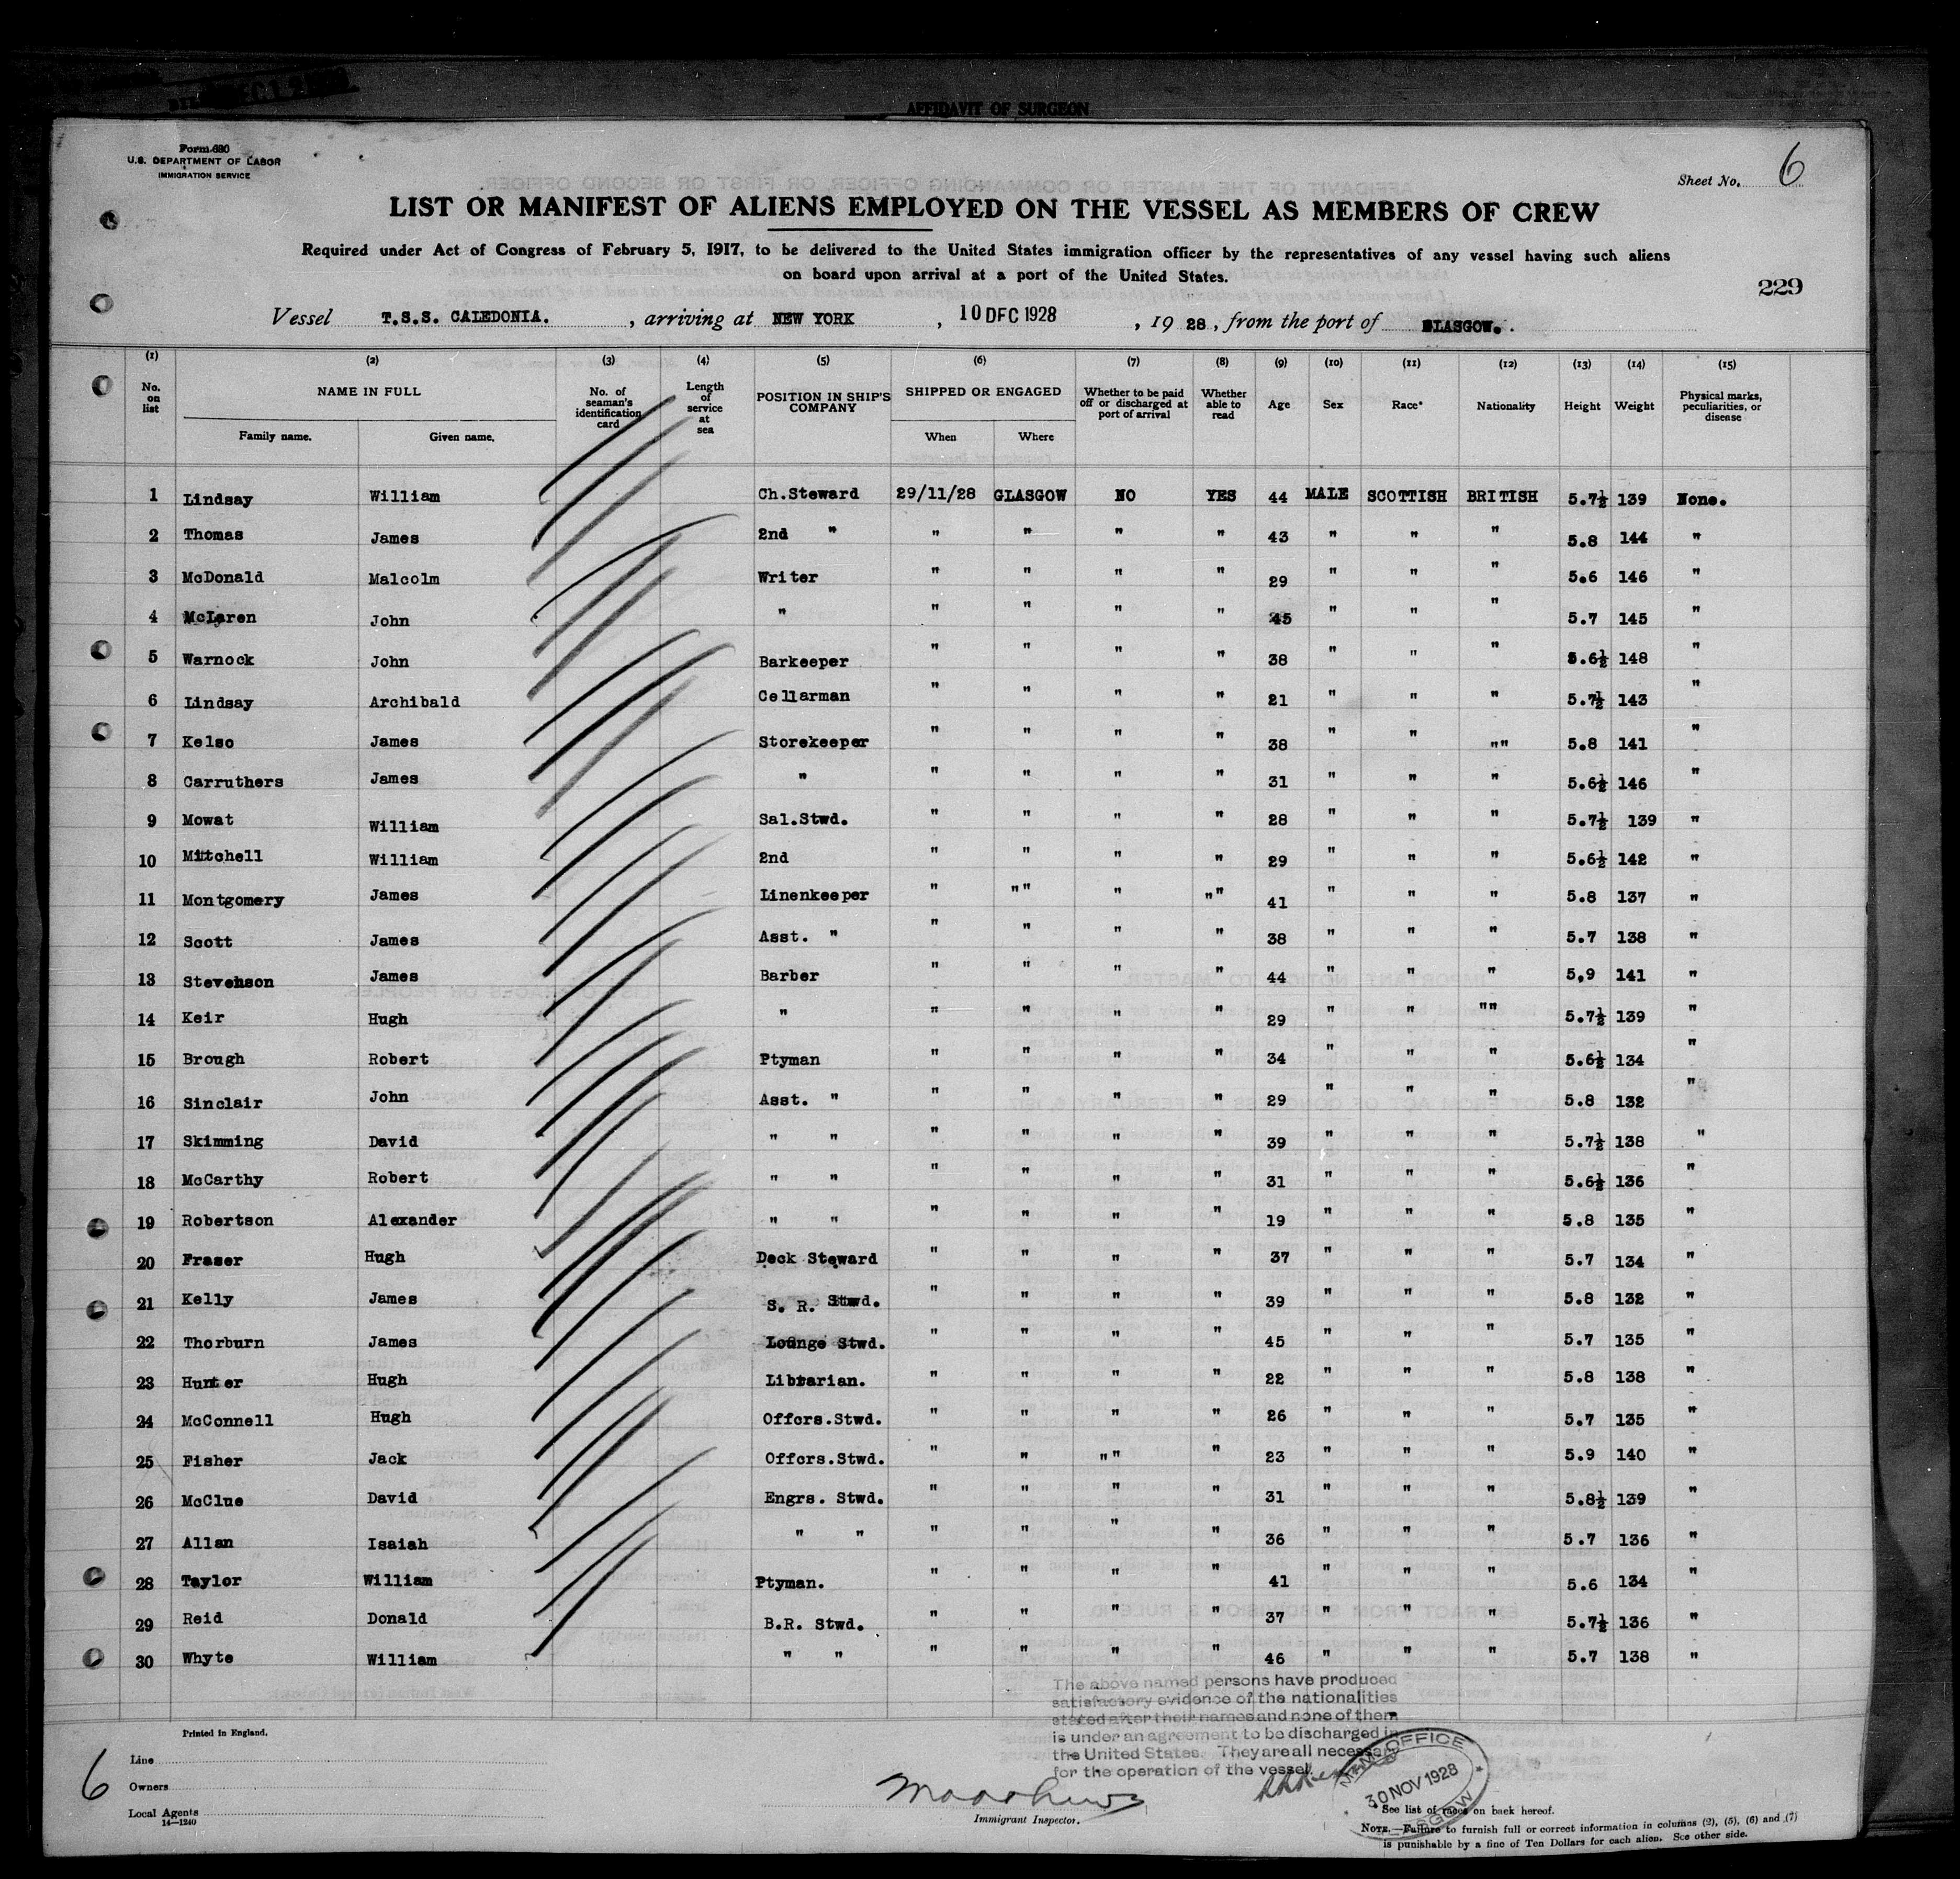 AFFIDAVIT OF SURGEON
Form 680
U.S. DEPARTMENT OF LABOR
IMMIGRATION SERVICE
Sheet No. 6
LIST OR MANIFEST OF ALIENS EMPLOYED ON THE VESSEL AS MEMBERS OF CREW
Required under Act of Congress of February 5, 1917, to be delivered to the United States immigration officer by the representatives of any vessel having such aliens
on board upon arrival at a port of the United States.
229
Vessel T.S.S. CALEDONIA. , arriving at NEW YORK , 10 DEC 1928 , 19 28 , from the port of GLASGOW.
(1) (2) (3) (4) (5) (6) (7) (8) (9) (10) (11) (12) (13) (14) (15)
No. on list NAME IN FULL Family name. Given name. No. of seaman's identification card Length of service at sea POSITION IN SHIP'S COMPANY SHIPPED OR ENGAGED When Where Whether to be paid off or discharged at port of arrival Whether able to read Age Sex Race* Nationality Height Weight Physical marks, peculiarities, or disease
1 Lindsay William Ch.Steward 29/11/28 GLASGOW NO YES 44 MALE SCOTTISH BRITISH 5.7½ 139 None.
2 Thomas James 2nd " " " " " 43 " " " 5.8 144 "
3 McDonald Malcolm Writer " " " " 29 " " " 5.6 146 "
4 McLaren John " " " " " 45 " " " 5.7 145 "
5 Warnock John Barkeeper " " " " 38 " " " 5.6½ 148 "
6 Lindsay Archibald Cellarman " " " " 21 " " " 5.7½ 143 "
7 Kelso James Storekeeper " " " " 38 " " "" 5.8 141 "
8 Carruthers James " " " " " 31 " " " 5.6½ 146 "
9 Mowat William Sal.Stwd. " " " " 28 " " " 5.7½ 139 "
10 Mitchell William 2nd " " " " 29 " " " 5.6½ 142 "
11 Montgomery James Linenkeeper " "" " "" 41 " " " 5.8 137 "
12 Scott James Asst. " " " " " 38 " " " 5.7 138 "
13 Stevenson James Barber " " " " 44 " " " 5.9 141 "
14 Keir Hugh " " " " " 29 " " "" 5.7½ 139 "
15 Brough Robert Ptyman " " " " 34 " " " 5.6½ 134 "
16 Sinclair John Asst. " " " " " 29 " " " 5.8 132 "
17 Skimming David " " " " " " 39 " " " 5.7½ 138 "
18 McCarthy Robert " " " " " " 31 " " " 5.6½ 136 "
19 Robertson Alexander " " " " " " 19 " " " 5.8 135 "
20 Fraser Hugh Deck Steward " " " " 37 " " " 5.7 134 "
21 Kelly James S. R. Stwd. " " " " 39 " " " 5.8 132 "
22 Thorburn James Lounge Stwd. " " " " 45 " " " 5.7 135 "
23 Hunter Hugh Librarian. " " " " 22 " " " 5.8 138 "
24 McConnell Hugh Offcrs.Stwd. " " " " 26 " " " 5.7 135 "
25 Fisher Jack Offcrs.Stwd. " " "" " 23 " " " 5.9 140 "
26 McClue David Engrs. Stwd. " " " " 31 " " " 5.8½ 139 "
27 Allan Isaiah " " " " " " 36 " " " 5.7 136 "
28 Taylor William Ptyman. " " " " 41 " " " 5.6 134 "
29 Reid Donald B.R. Stwd. " " " " 37 " " " 5.7½ 136 "
30 Whyte William " " " " " " 46 " " " 5.7 138 "
The above named persons have produced
satisfactory evidence of the nationalities
stated after their names and none of them
is under an agreement to be discharged in
the United States. They are all necessary
for the operation of the vessel.
Printed in England.
6
Line
Owners
Local Agents
14—1240
Immigrant Inspector.
OFFICE
30 NOV 1928
GLASGOW
* See list of races on back hereof.
NOTE.—Failure to furnish full or correct information in columns (2), (5), (6) and (7)
is punishable by a fine of Ten Dollars for each alien. See other side.